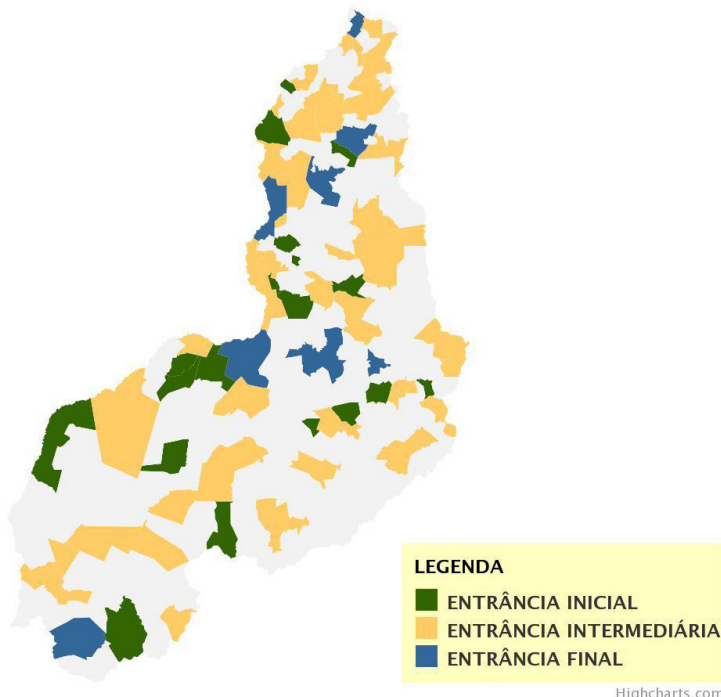 LEGENDA
ENTRÂNCIA INICIAL
ENTRÂNCIA INTERMEDIÁRIA
ENTRÂNCIA FINAL
Highcharts.com